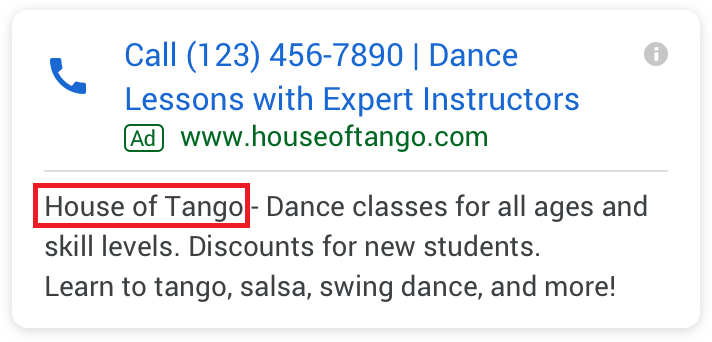 Call (123) 456-7890 | Dance
Lessons with Expert Instructors
Ad www.houseoftango.com
House of Tango - Dance classes for all ages and
skill levels. Discounts for new students.
Learn to tango, salsa, swing dance, and more!